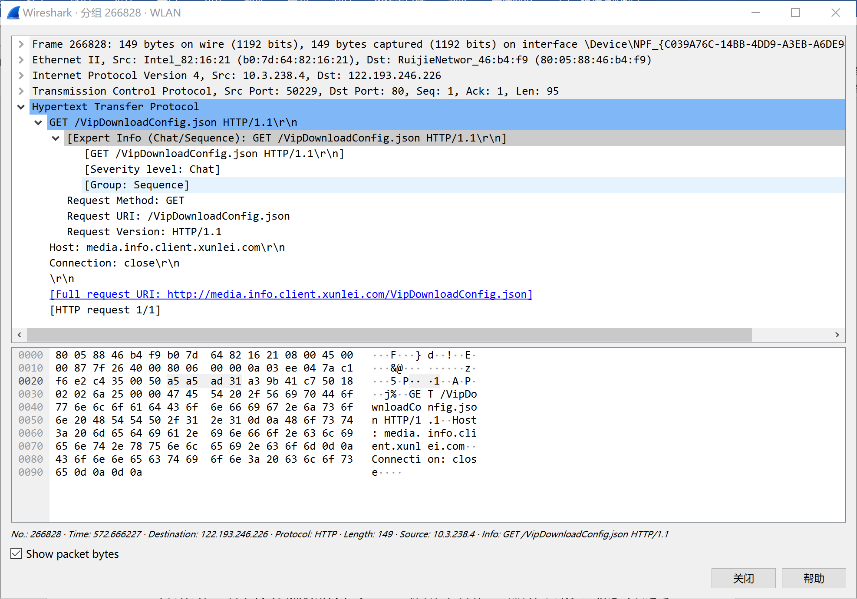 Wireshark · 分组 266828 · WLAN
Frame 266828: 149 bytes on wire (1192 bits), 149 bytes captured (1192 bits) on interface \Device\NPF_{C039A76C-14BB-4DD9-A3EB-A6DE9
Ethernet II, Src: Intel_82:16:21 (b0:7d:64:82:16:21), Dst: RuijieNetwor_46:b4:f9 (80:05:88:46:b4:f9)
Internet Protocol Version 4, Src: 10.3.238.4, Dst: 122.193.246.226
Transmission Control Protocol, Src Port: 50229, Dst Port: 80, Seq: 1, Ack: 1, Len: 95
Hypertext Transfer Protocol
GET /VipDownloadConfig.json HTTP/1.1\r\n
[Expert Info (Chat/Sequence): GET /VipDownloadConfig.json HTTP/1.1\r\n]
[GET /VipDownloadConfig.json HTTP/1.1\r\n]
[Severity level: Chat]
[Group: Sequence]
Request Method: GET
Request URI: /VipDownloadConfig.json
Request Version: HTTP/1.1
Host: media.info.client.xunlei.com\r\n
Connection: close\r\n
\r\n
[Full request URI: http://media.info.client.xunlei.com/VipDownloadConfig.json]
[HTTP request 1/1]
0000 80 05 88 46 b4 f9 b0 7d 64 82 16 21 08 00 45 00 ···F···} d··!··E·
0010 00 87 7f 26 40 00 80 06 00 00 0a 03 ee 04 7a c1 ···&@··· ······z·
0020 f6 e2 c4 35 00 50 a5 a5 ad 31 a3 9b 41 c7 50 18 ···5·P·· ·1··A·P·
0030 02 02 6a 25 00 00 47 45 54 20 2f 56 69 70 44 6f ··j%··GE T /VipDo
0040 77 6e 6c 6f 61 64 43 6f 6e 66 69 67 2e 6a 73 6f wnloadCo nfig.jso
0050 6e 20 48 54 54 50 2f 31 2e 31 0d 0a 48 6f 73 74 n HTTP/1 .1··Host
0060 3a 20 6d 65 64 69 61 2e 69 6e 66 6f 2e 63 6c 69 : media. info.cli
0070 65 6e 74 2e 78 75 6e 6c 65 69 2e 63 6f 6d 0d 0a ent.xunl ei.com··
0080 43 6f 6e 6e 65 63 74 69 6f 6e 3a 20 63 6c 6f 73 Connecti on: clos
0090 65 0d 0a 0d 0a e····
No.: 266828 · Time: 572.666227 · Destination: 122.193.246.226 · Protocol: HTTP · Length: 149 · Source: 10.3.238.4 · Info: GET /VipDownloadConfig.json HTTP/1.1
Show packet bytes
关闭 帮助